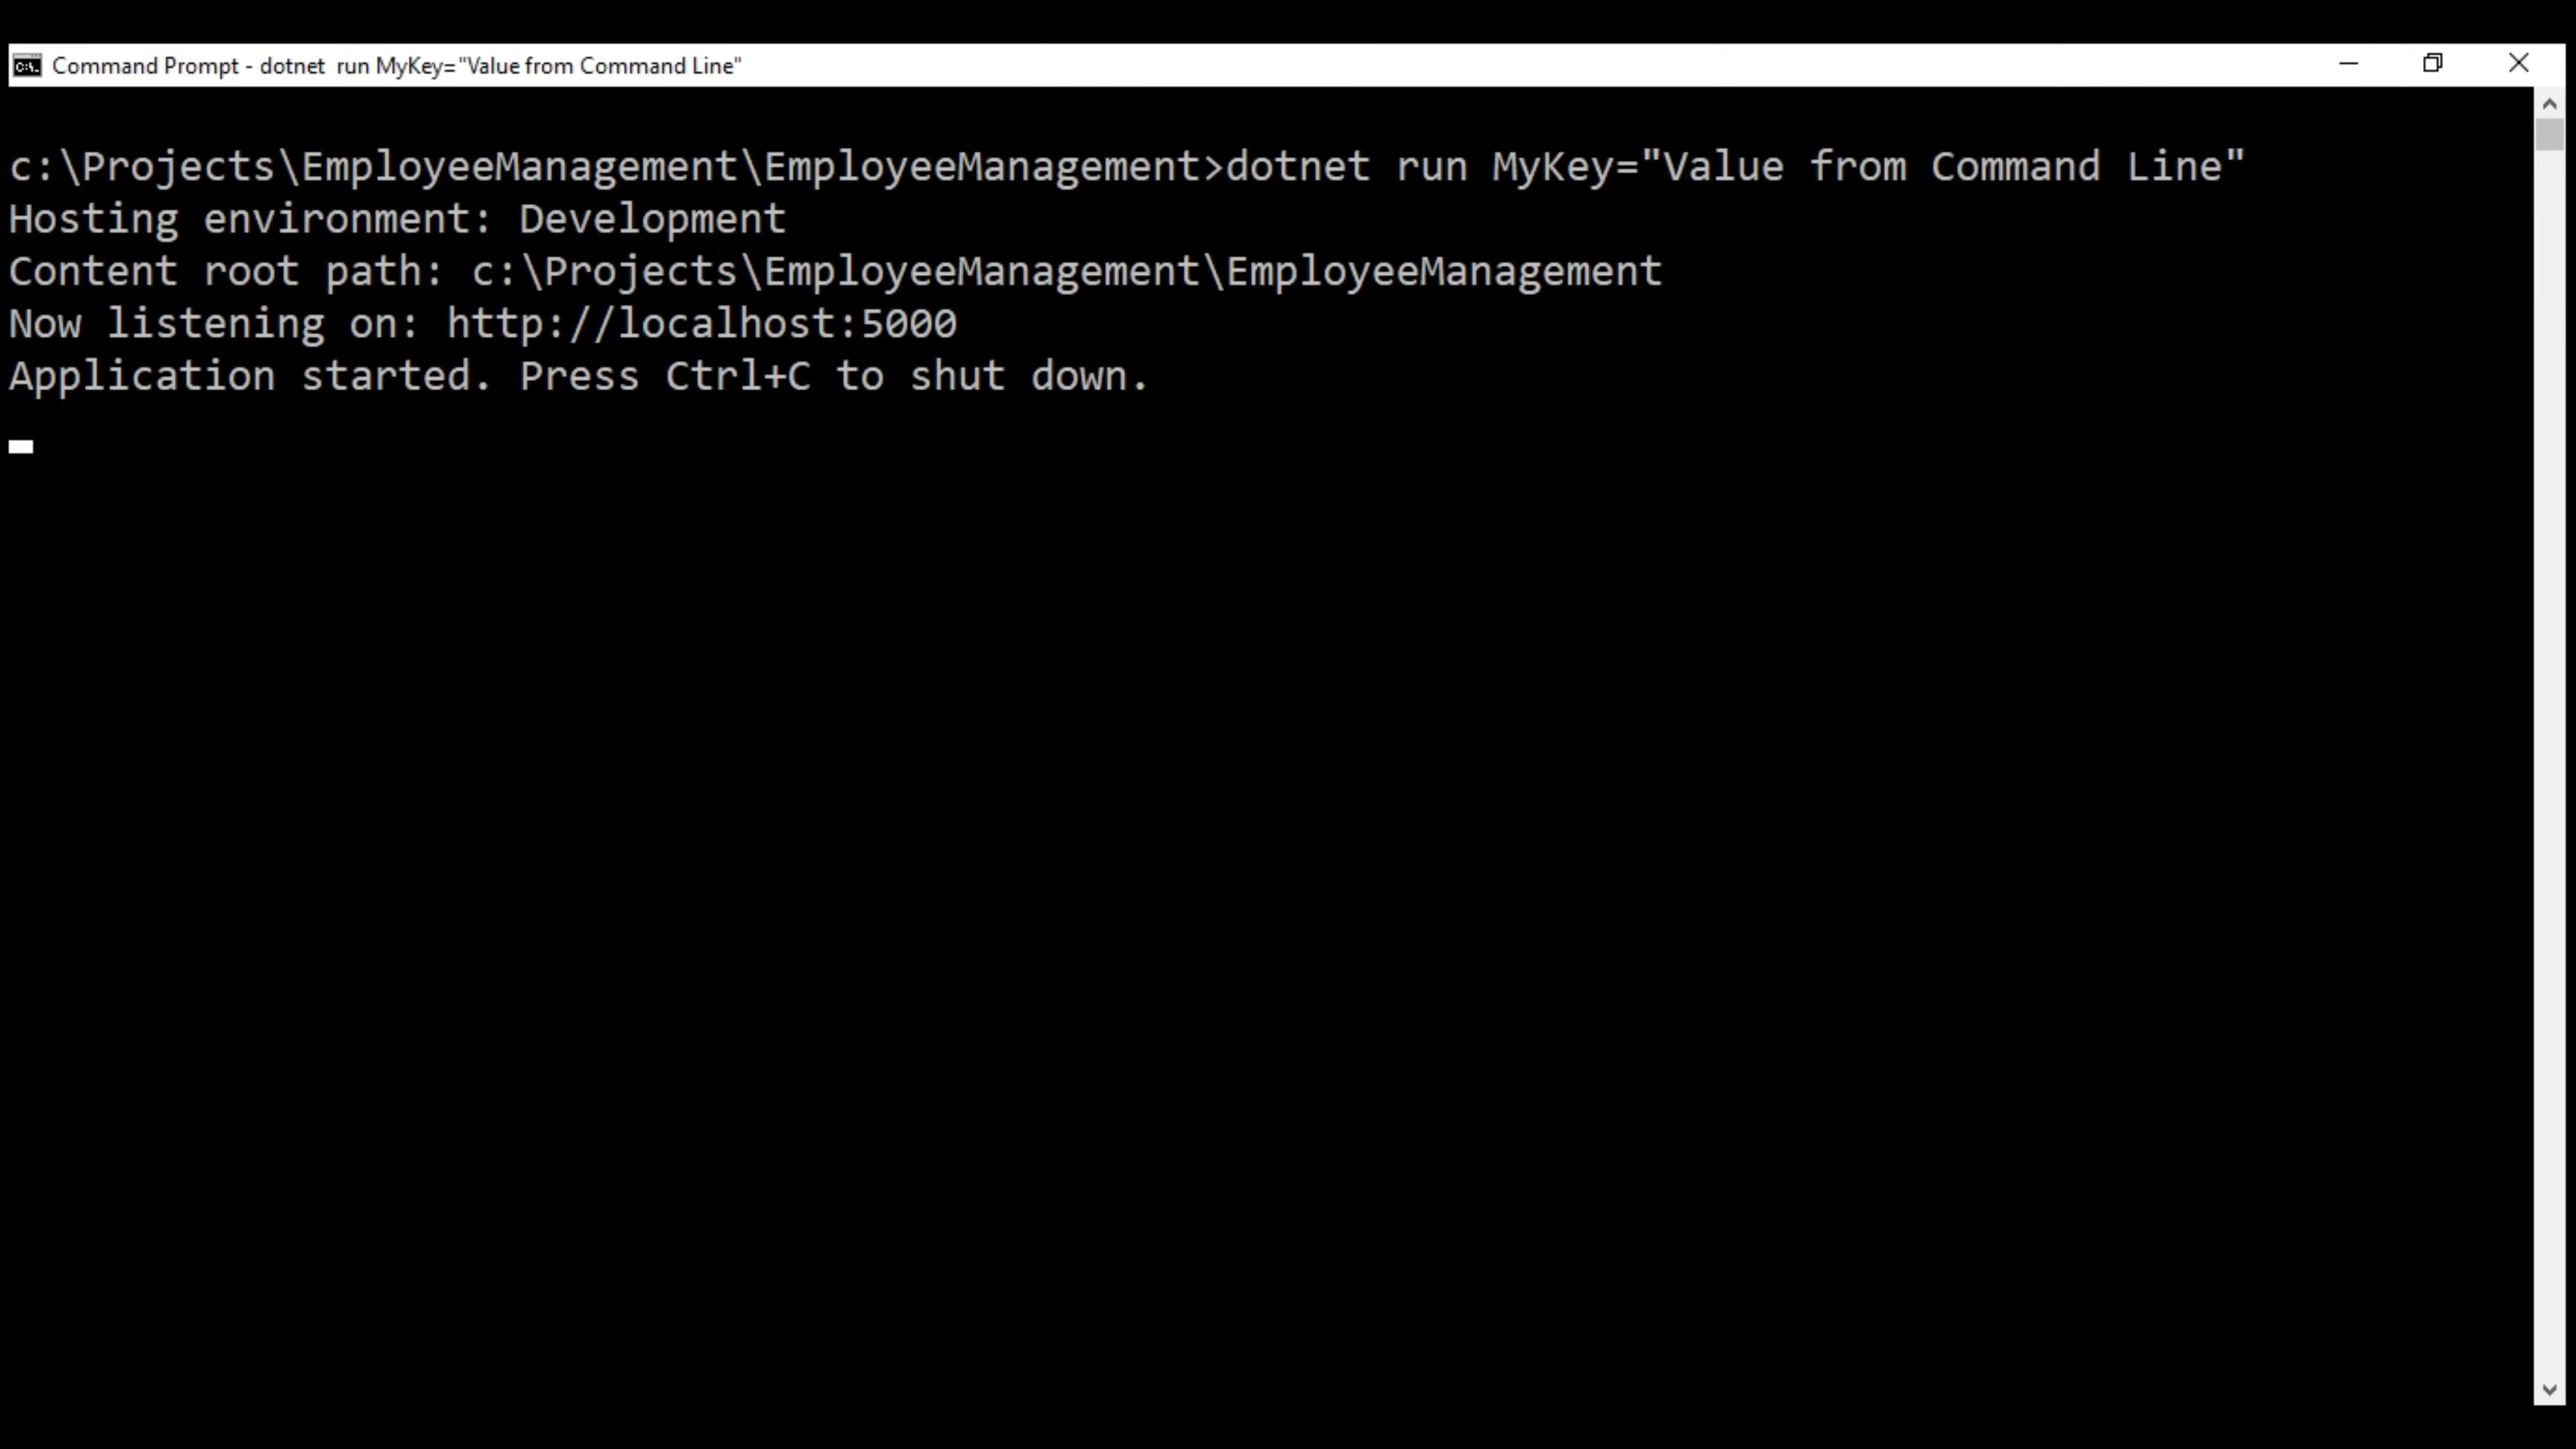 Command Prompt - dotnet  run MyKey="Value from Command Line"
c:\Projects\EmployeeManagement\EmployeeManagement>dotnet run MyKey="Value from Command Line"
Hosting environment: Development
Content root path: c:\Projects\EmployeeManagement\EmployeeManagement
Now listening on: http://localhost:5000
Application started. Press Ctrl+C to shut down.